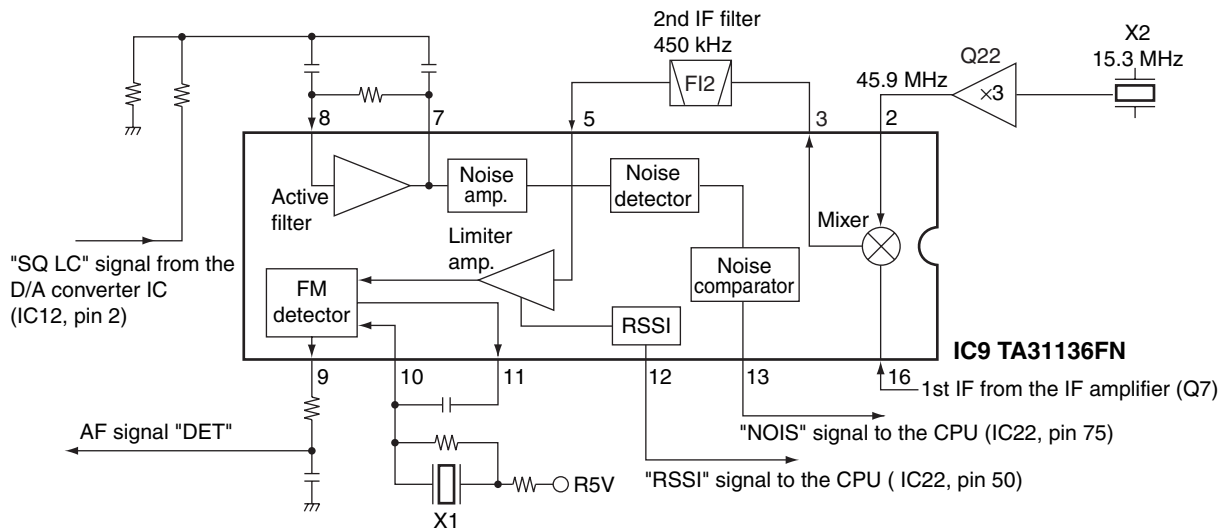 2nd IF filter
450 kHz
FI2
X2
15.3 MHz
Q22
×3
45.9 MHz
8
7
5
3
2
Active
filter
Noise
amp.
Noise
detector
Mixer
"SQ LC" signal from the
D/A converter IC
(IC12, pin 2)
Limiter
amp.
FM
detector
Noise
comparator
RSSI
IC9 TA31136FN
9
10
11
12
13
16
1st IF from the IF amplifier (Q7)
AF signal "DET"
"NOIS" signal to the CPU (IC22, pin 75)
"RSSI" signal to the CPU ( IC22, pin 50)
R5V
X1